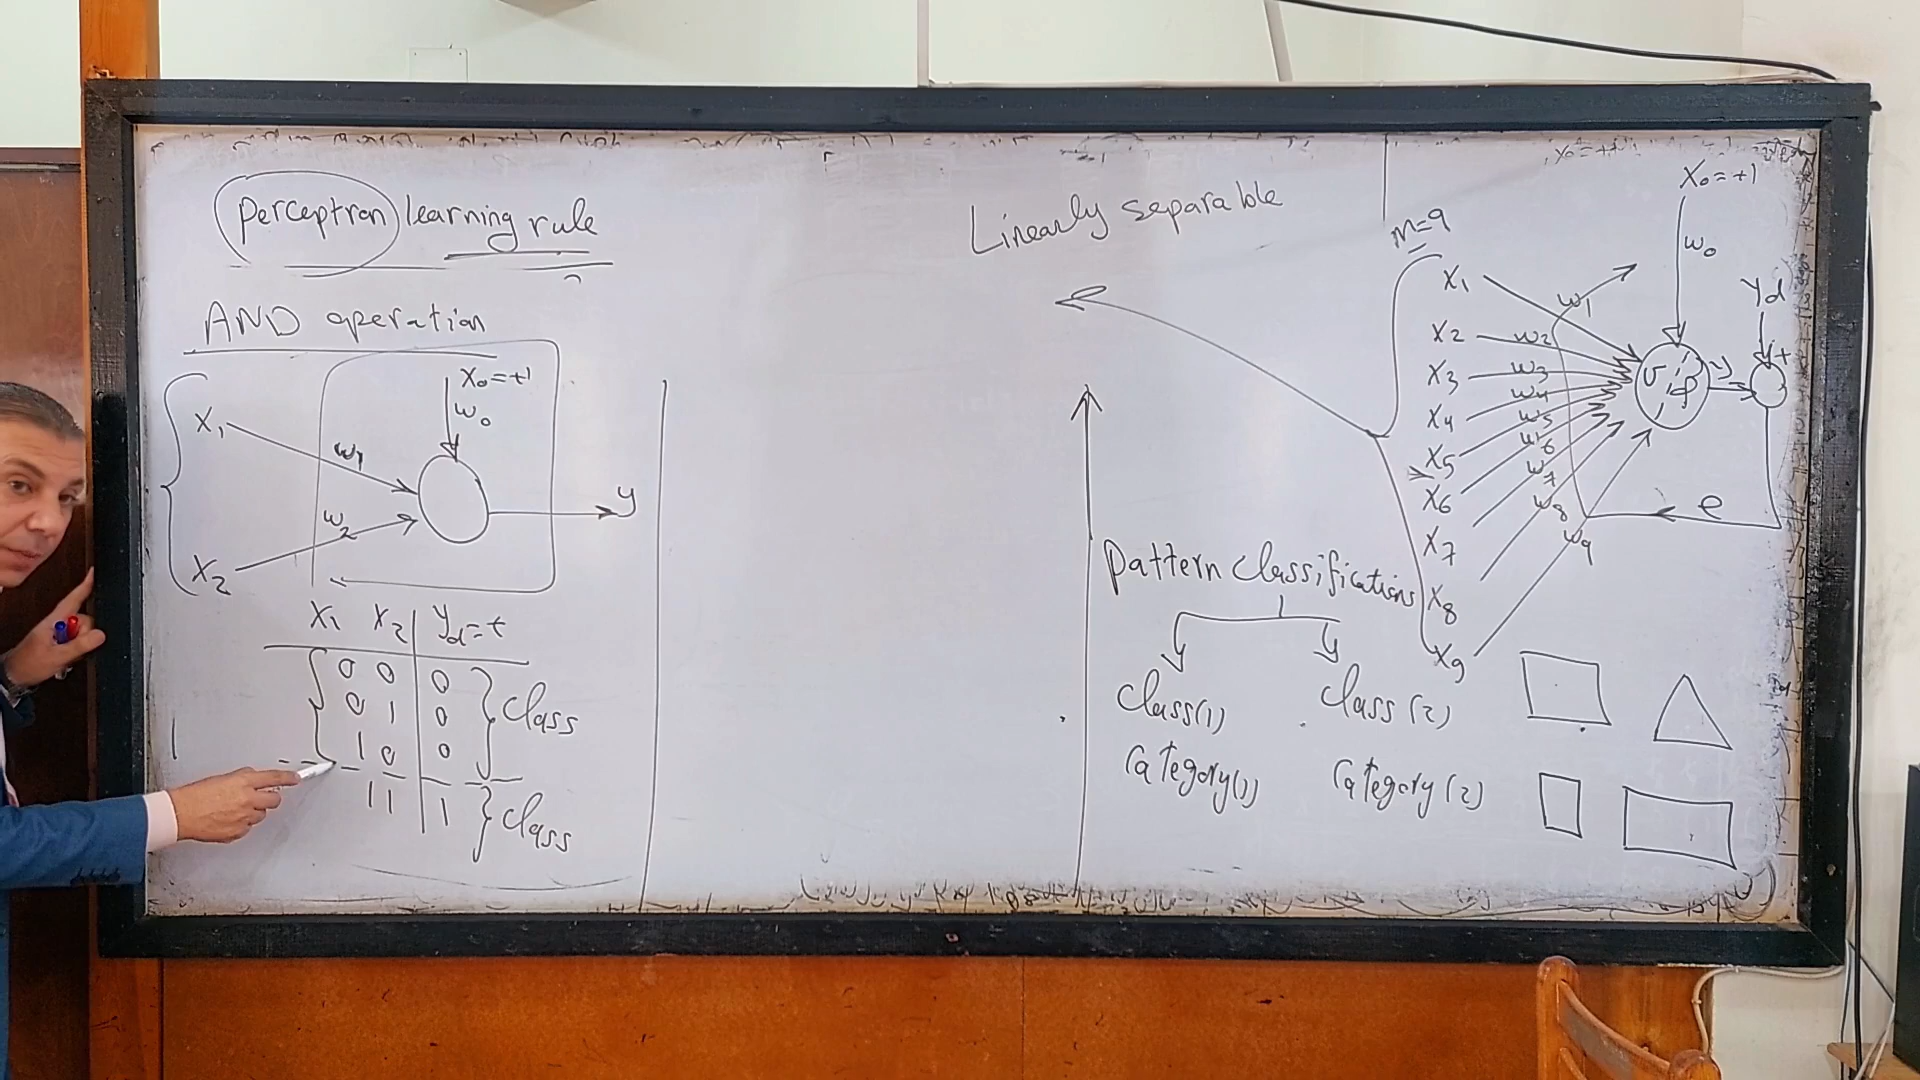 Perceptron learning rule
AND operation
X0=+1
w0
X1
w1
w2
X2
y
X1 X2 yd=t
0 0 0
0 1 0
1 0 0
1 1 1
class
class
Linearly separable
pattern classifications
class(1) class(2)
category(1) category(2)
m=9
X0=+1
w0
yd
X1 w1
X2 w2
X3 w3
X4 w4
X5 w5
X6 w6
X7 w7
X8 w8
X9 w9
v φ
y
+
e